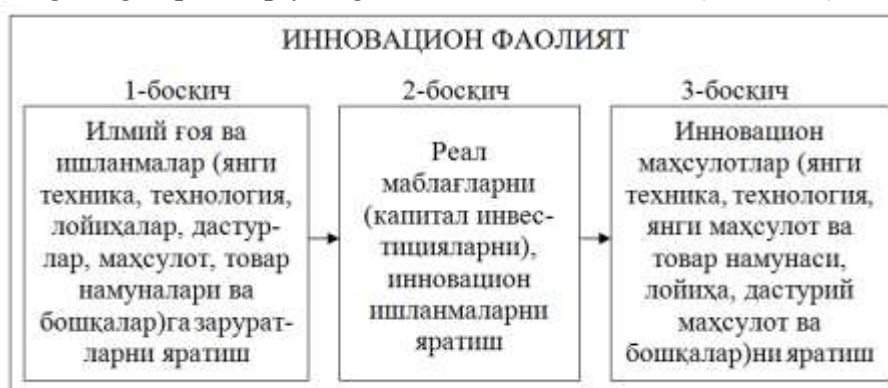 ИННОВАЦИОН ФАОЛИЯТ
1-босқич
Илмий ғоя ва
ишланмалар (янги
техника, технология,
лойиҳалар, дастур-
лар, маҳсулот, товар
намуналари ва
бошқалар)га зарурат-
ларни яратиш
2-босқич
Реал
маблағларни
(капитал инвес-
тицияларни),
инновацион
ишланмаларни
яратиш
3-босқич
Инновацион
маҳсулотлар (янги
техника, технология,
янги маҳсулот ва
товар намунаси,
лойиҳа, дастурий
маҳсулот ва
бошқалар)ни яратиш